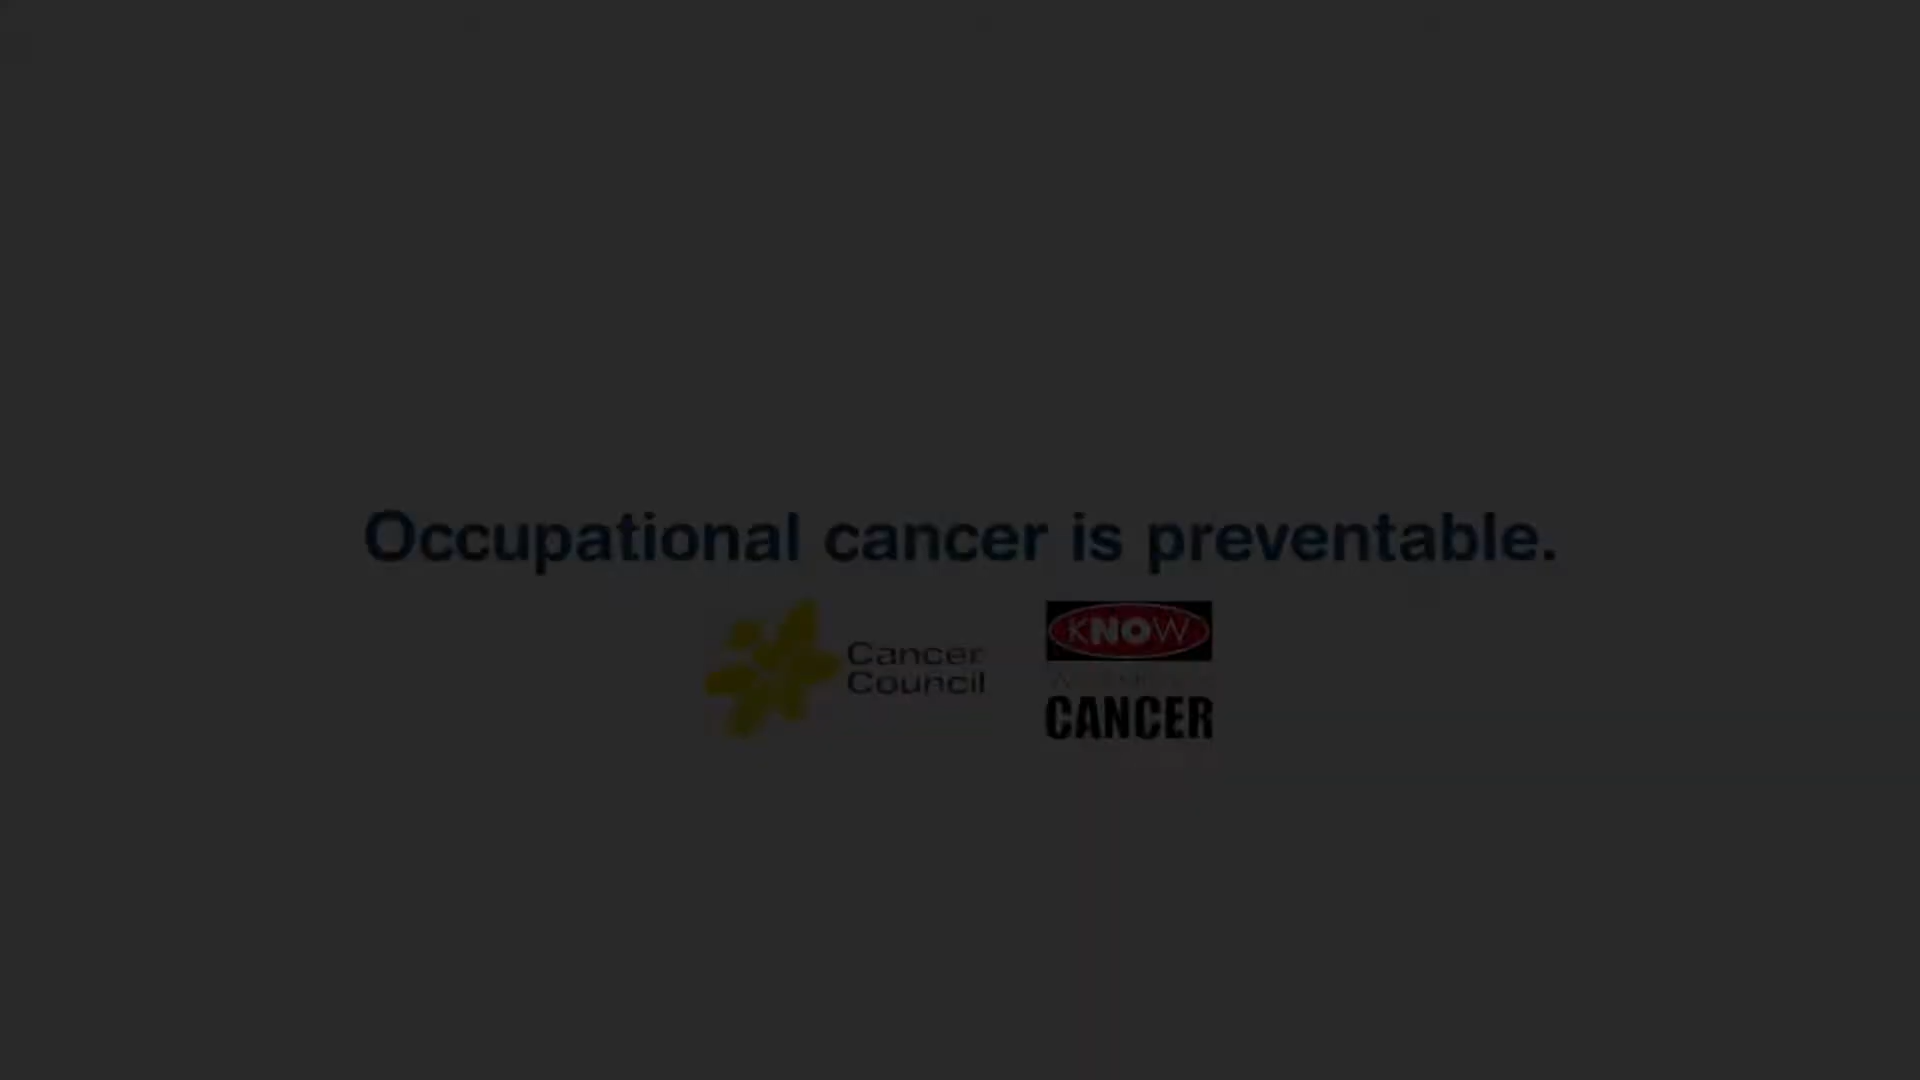 Occupational cancer is preventable.
Cancer
Council
KNOW
CANCER